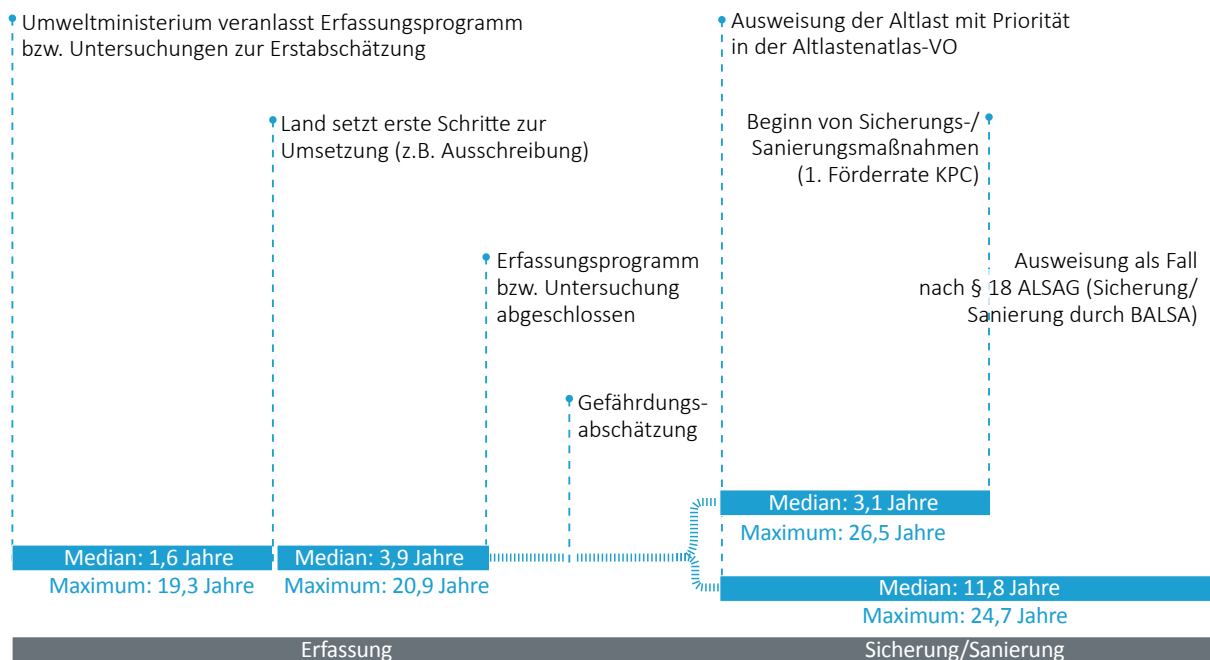 Umweltministerium veranlasst Erfassungsprogramm
bzw. Untersuchungen zur Erstabschätzung
Ausweisung der Altlast mit Priorität
in der Altlastenatlas-VO
Land setzt erste Schritte zur
Umsetzung (z.B. Ausschreibung)
Beginn von Sicherungs-/
Sanierungsmaßnahmen
(1. Förderrate KPC)
Erfassungsprogramm
bzw. Untersuchung
abgeschlossen
Ausweisung als Fall
nach § 18 ALSAG (Sicherung/
Sanierung durch BALSA)
Gefährdungs-
abschätzung
Median: 3,1 Jahre
Maximum: 26,5 Jahre
Median: 1,6 Jahre
Maximum: 19,3 Jahre
Median: 3,9 Jahre
Maximum: 20,9 Jahre
Median: 11,8 Jahre
Maximum: 24,7 Jahre
Erfassung
Sicherung/Sanierung